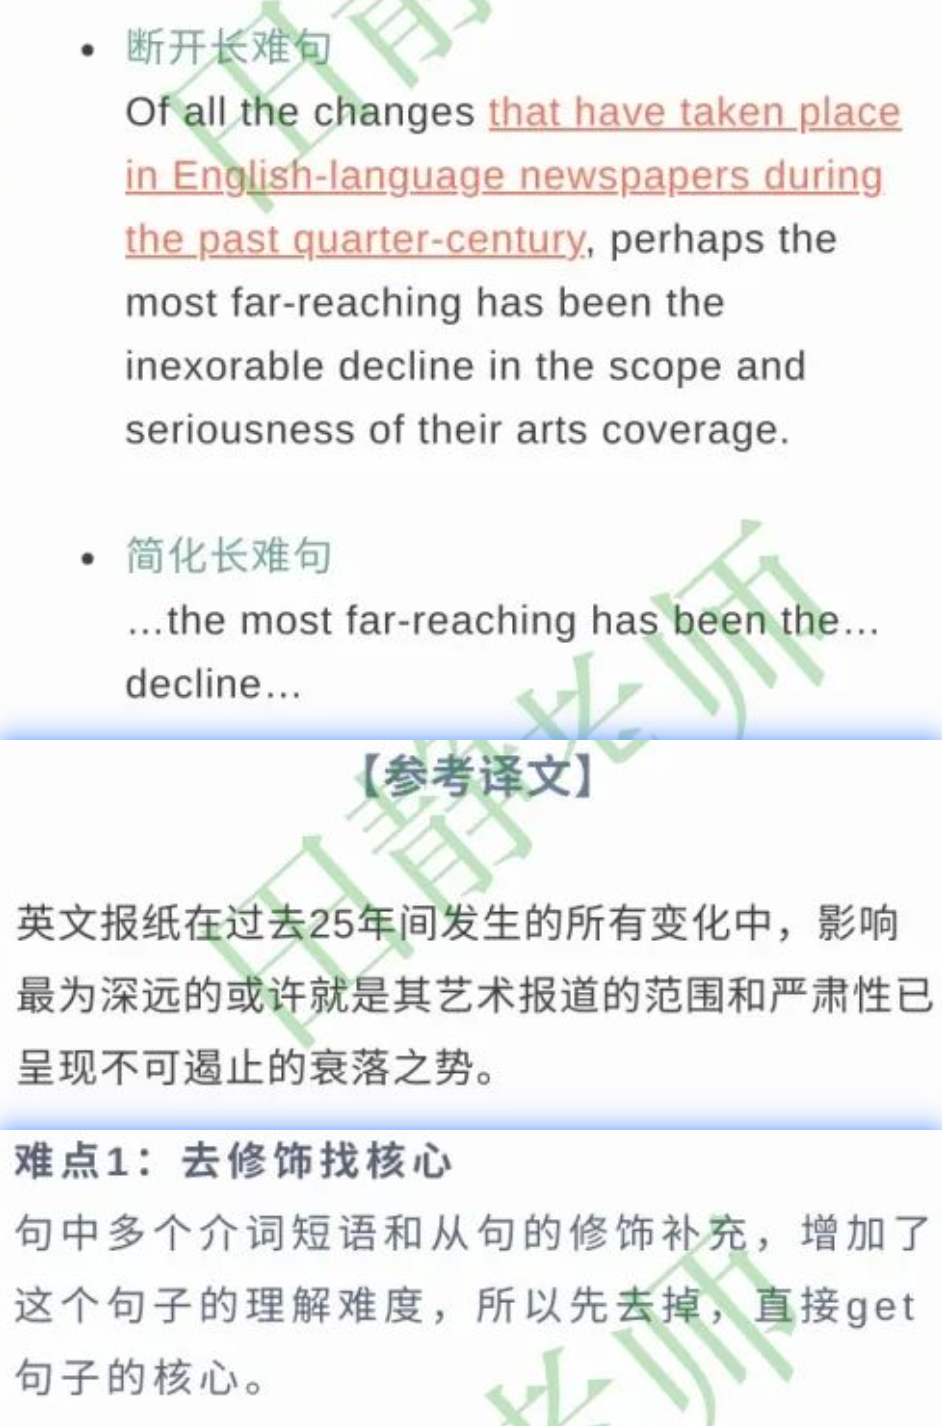 断开长难句
Of all the changes that have taken place
in English-language newspapers during
the past quarter-century, perhaps the
most far-reaching has been the
inexorable decline in the scope and
seriousness of their arts coverage.
简化长难句
…the most far-reaching has been the…
decline…
【参考译文】
英文报纸在过去25年间发生的所有变化中，影响
最为深远的或许就是其艺术报道的范围和严肃性已
呈现不可遏止的衰落之势。
难点1：去修饰找核心
句中多个介词短语和从句的修饰补充，增加了
这个句子的理解难度，所以先去掉，直接get
句子的核心。
田静老师
田静老师